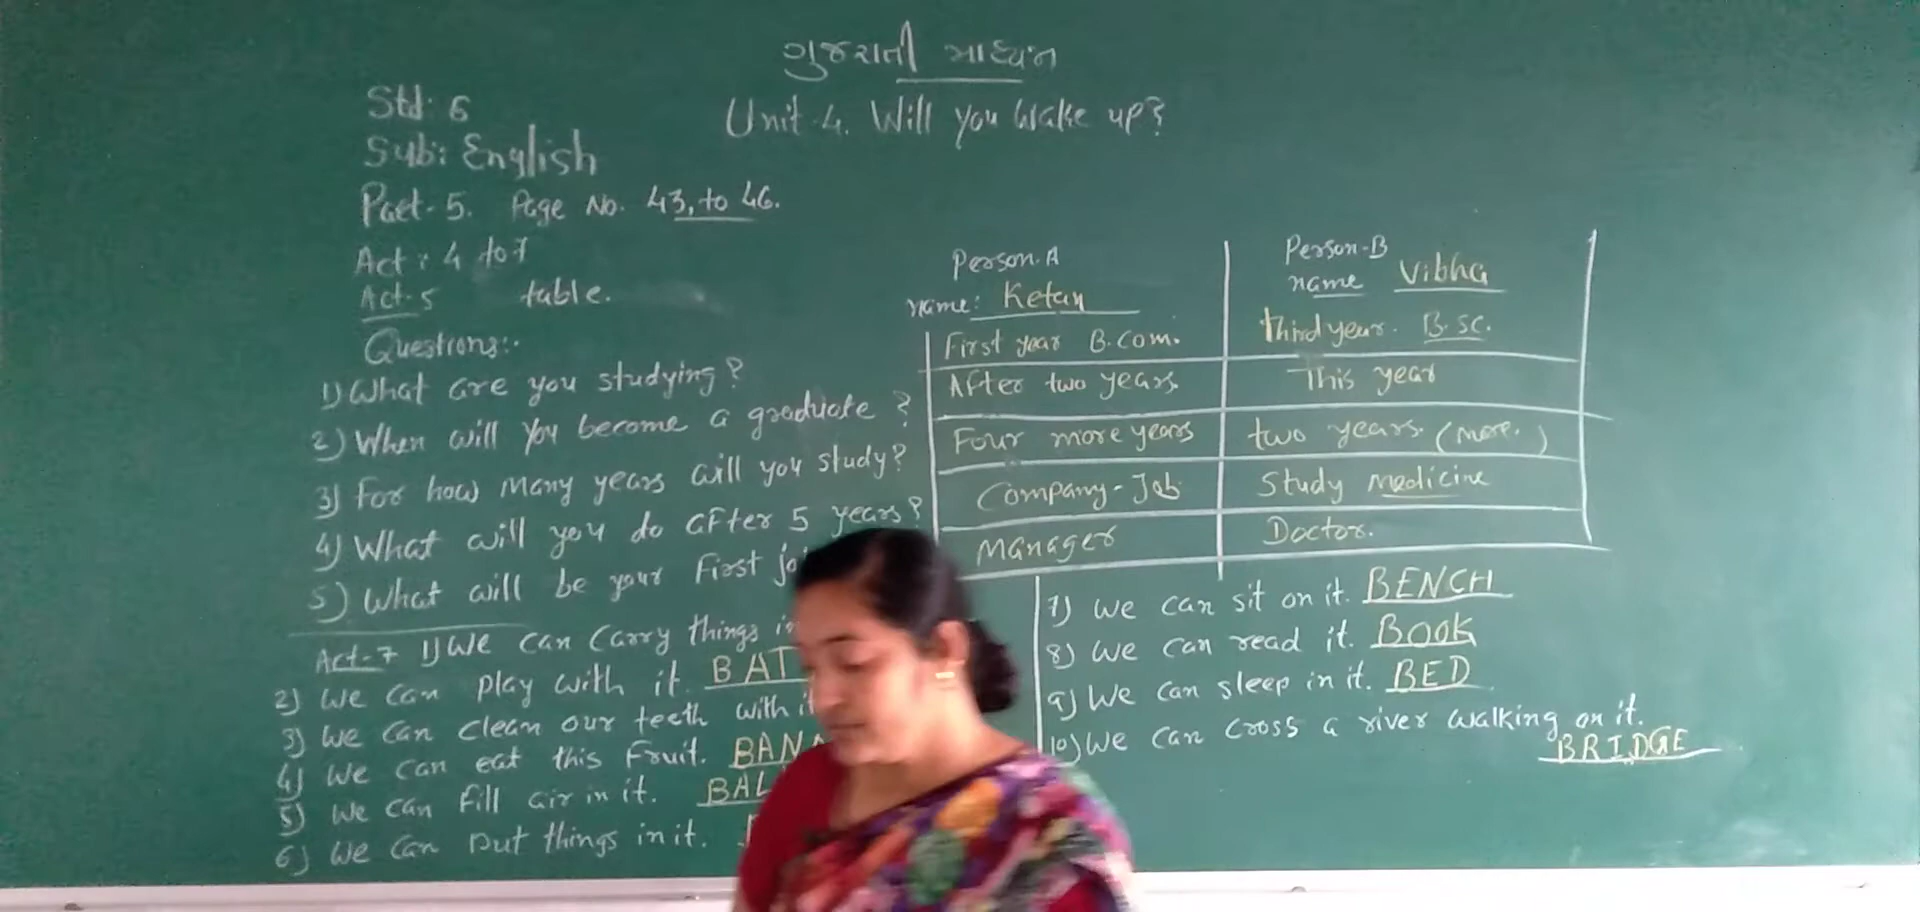 ગુજરાતી માધ્યમ
Unit-4. Will you wake up?
Std: 6
Sub: English
Part-5. Page No. 43, to 46.
Act: 4 to 7
Act-5 table.
Questions:-
1) What are you studying?
2) When will you become a graduate?
3) For how many years will you study?
4) What will you do after 5 years?
5) What will be your first
Person-A
name: Ketan
Person-B
name Vibha
First year B.com. Third year. B.sc.
After two years. This year
Four more years two years. (more.)
Company-Job Study medicine
Manager Doctor.
Act-7 1) We can carry things
2) We can play with it. BAT
3) We can clean our teeth with
4) We can eat this fruit.
5) We can fill air in it.
6) We can put things in it.
7) We can sit on it. BENCH
8) We can read it. BOOK
9) We can sleep in it. BED
10) We can cross a river walking on it.
BRIDGE